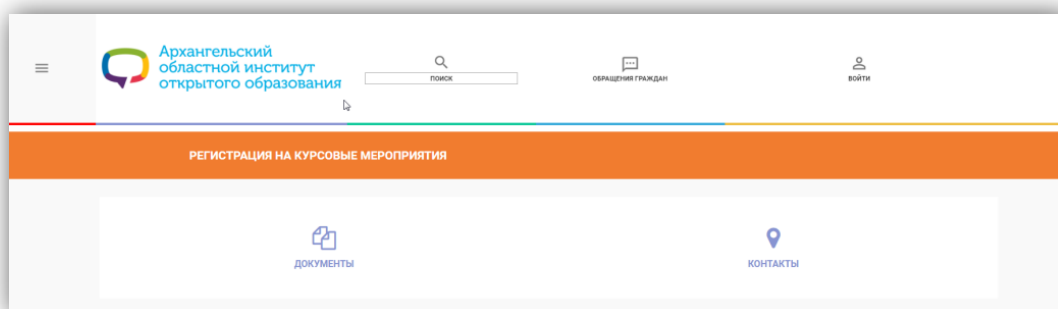 Архангельский
областной институт
открытого образования
ПОИСК
ОБРАЩЕНИЯ ГРАЖДАН
ВОЙТИ
РЕГИСТРАЦИЯ НА КУРСОВЫЕ МЕРОПРИЯТИЯ
ДОКУМЕНТЫ
КОНТАКТЫ